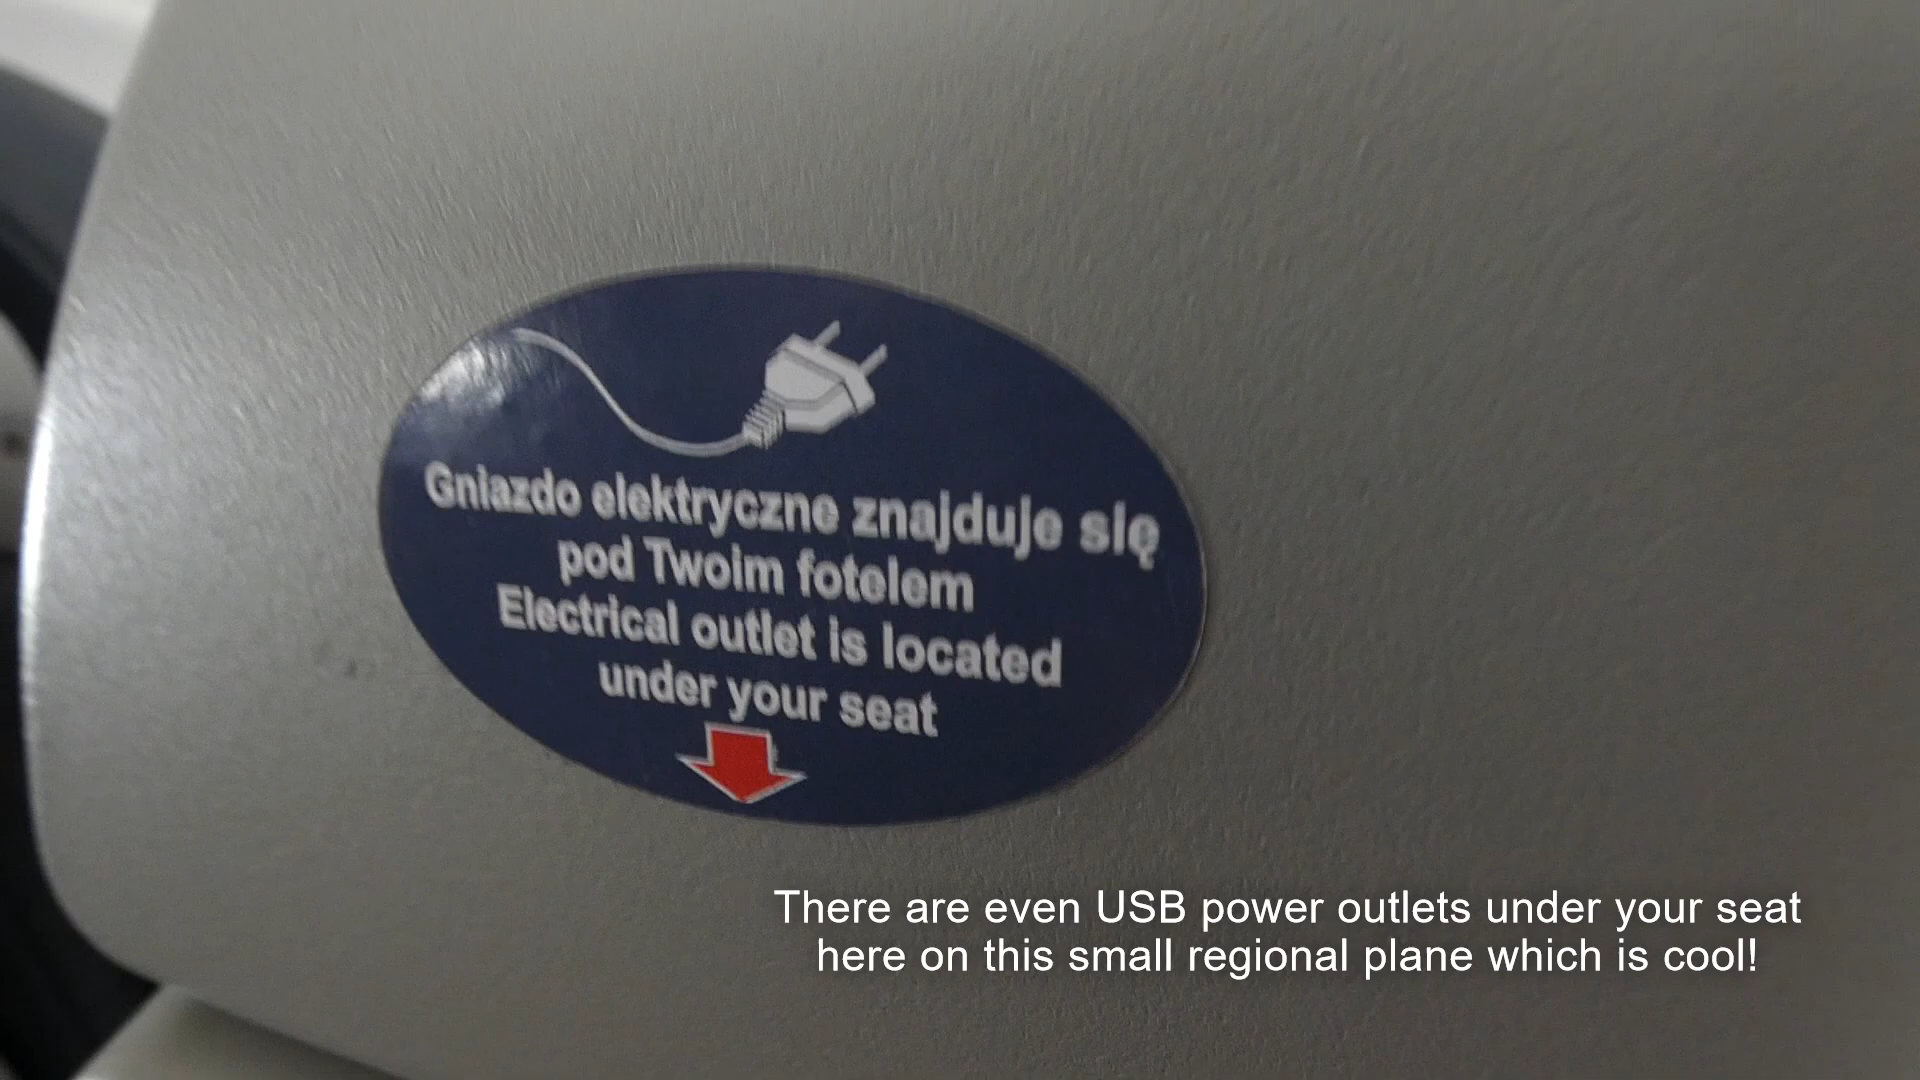 Gniazdo elektryczne znajduje się
pod Twoim fotelem
Electrical outlet is located
under your seat
There are even USB power outlets under your seat
here on this small regional plane which is cool!